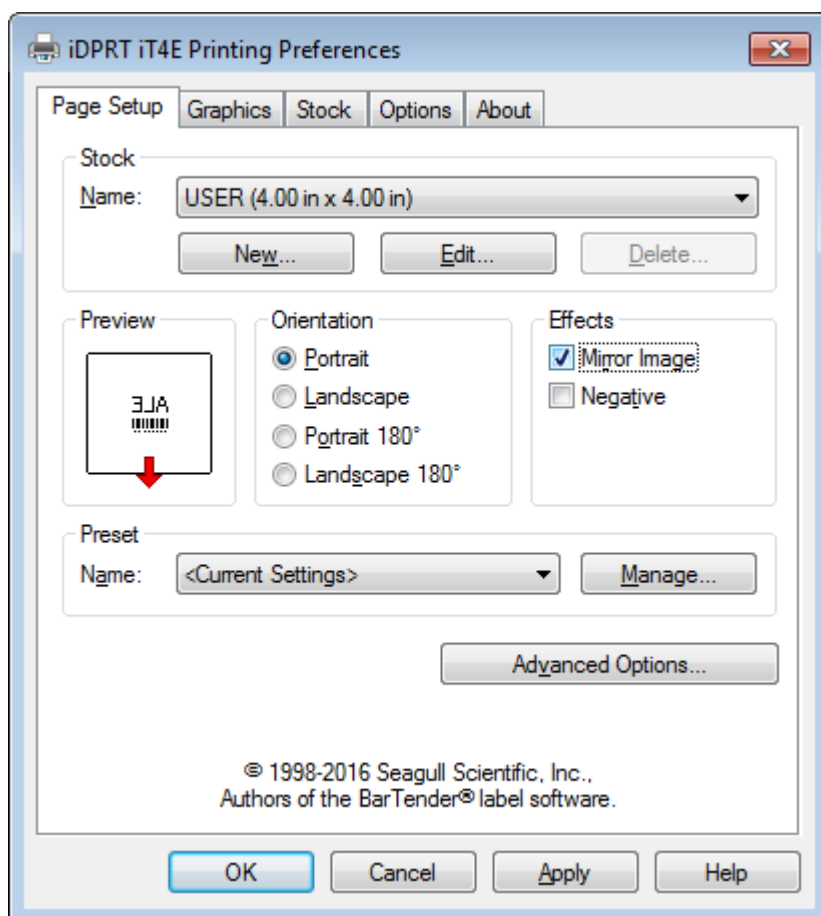 iDPRT iT4E Printing Preferences
Page Setup Graphics Stock Options About
Stock
Name: USER (4.00 in x 4.00 in)
New... Edit... Delete...
Preview Orientation Effects
Portrait Mirror Image
Landscape Negative
Portrait 180°
Landscape 180°
ALE
Preset
Name: <Current Settings> Manage...
Advanced Options...
© 1998-2016 Seagull Scientific, Inc.,
Authors of the BarTender® label software.
OK Cancel Apply Help